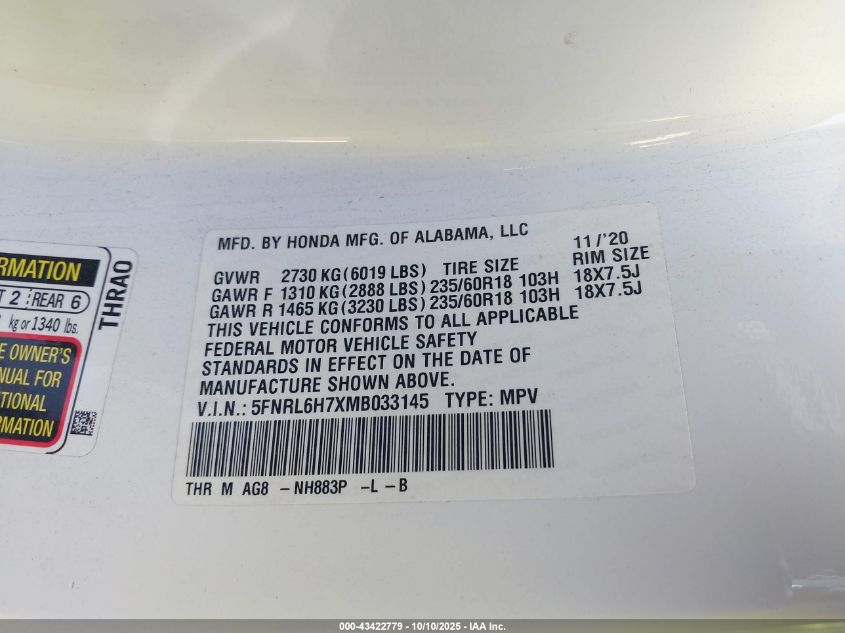 MFD. BY HONDA MFG. OF ALABAMA, LLC 11/'20
GVWR 2730 KG(6019 LBS) TIRE SIZE RIM SIZE
GAWR F 1310 KG(2888 LBS)235/60R18 103H 18X7.5J
GAWR R 1465 KG(3230 LBS)235/60R18 103H 18X7.5J
THIS VEHICLE CONFORMS TO ALL APPLICABLE
FEDERAL MOTOR VEHICLE SAFETY
STANDARDS IN EFFECT ON THE DATE OF
MANUFACTURE SHOWN ABOVE.
V.I.N.: 5FNRL6H7XMB033145 TYPE: MPV
THR M AG8 -NH883P -L-B
RMATION
T 2 REAR 6
kg or 1340 lbs.
E OWNER'S
NUAL FOR
TIONAL
RMATION
THRAO
000-43422779 - 10/10/2025 - IAA Inc.